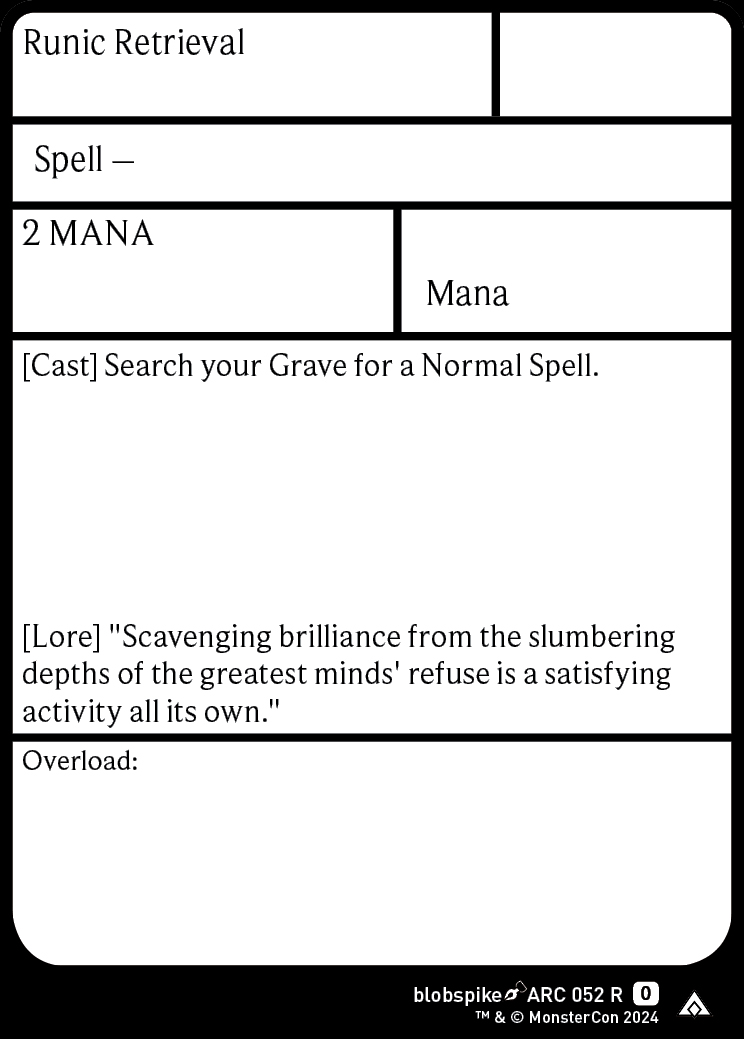 Runic Retrieval
Spell —
2 MANA
Mana
[Cast] Search your Grave for a Normal Spell.
[Lore] "Scavenging brilliance from the slumbering
depths of the greatest minds' refuse is a satisfying
activity all its own."
Overload:
blobspike ARC 052 R 0
™ & © MonsterCon 2024